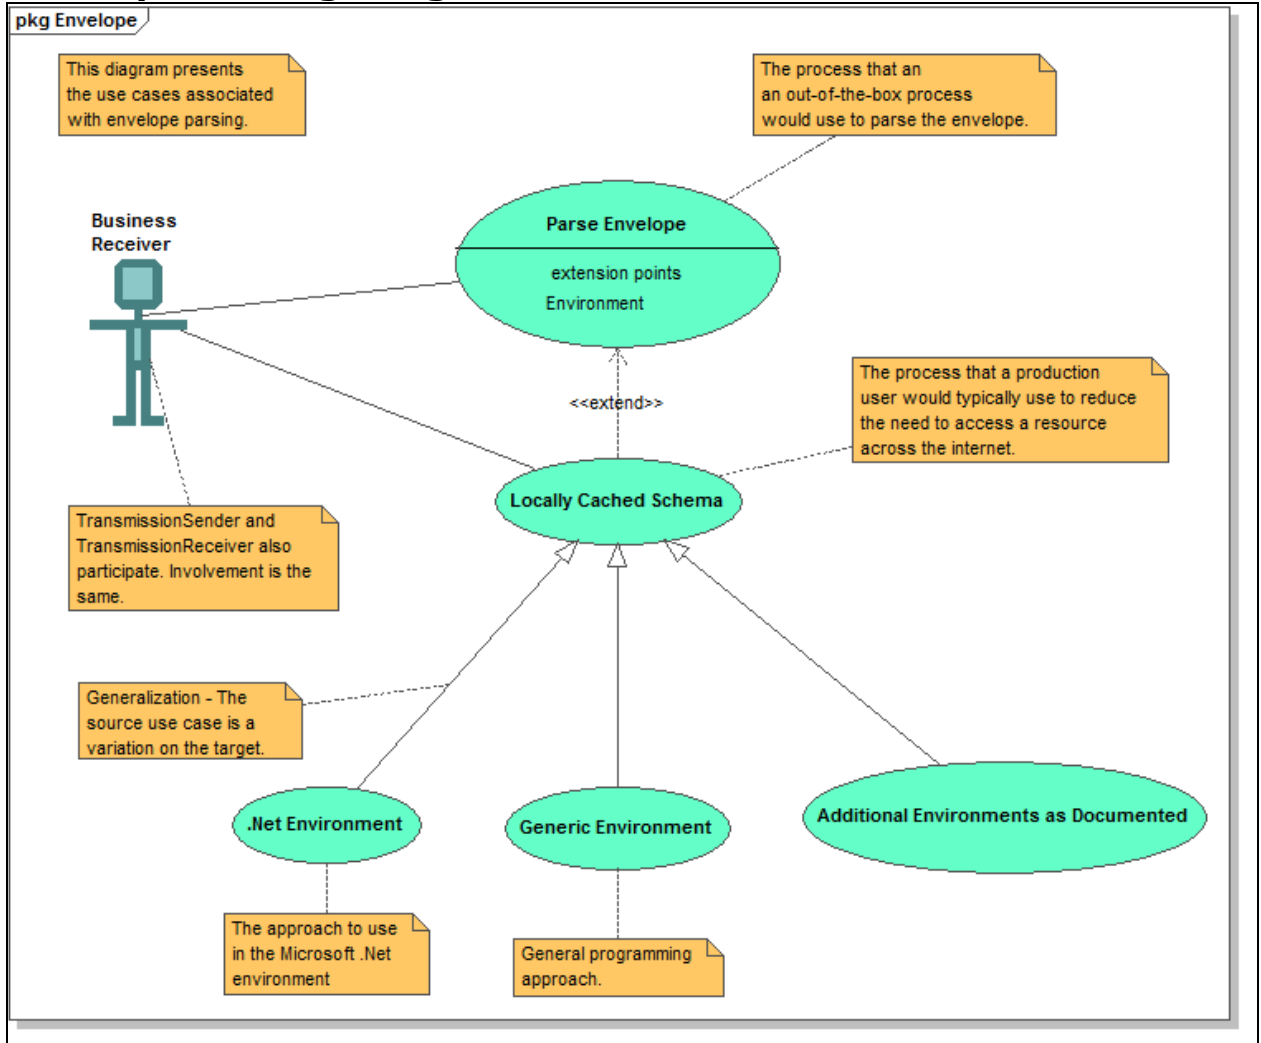 pkg Envelope
This diagram presents
the use cases associated
with envelope parsing.
The process that an
an out-of-the-box process
would use to parse the envelope.
Business
Receiver
Parse Envelope
extension points
Environment
<<extend>>
The process that a production
user would typically use to reduce
the need to access a resource
across the internet.
Locally Cached Schema
TransmissionSender and
TransmissionReceiver also
participate. Involvement is the
same.
Generalization - The
source use case is a
variation on the target.
.Net Environment
Generic Environment
Additional Environments as Documented
The approach to use
in the Microsoft .Net
environment
General programming
approach.